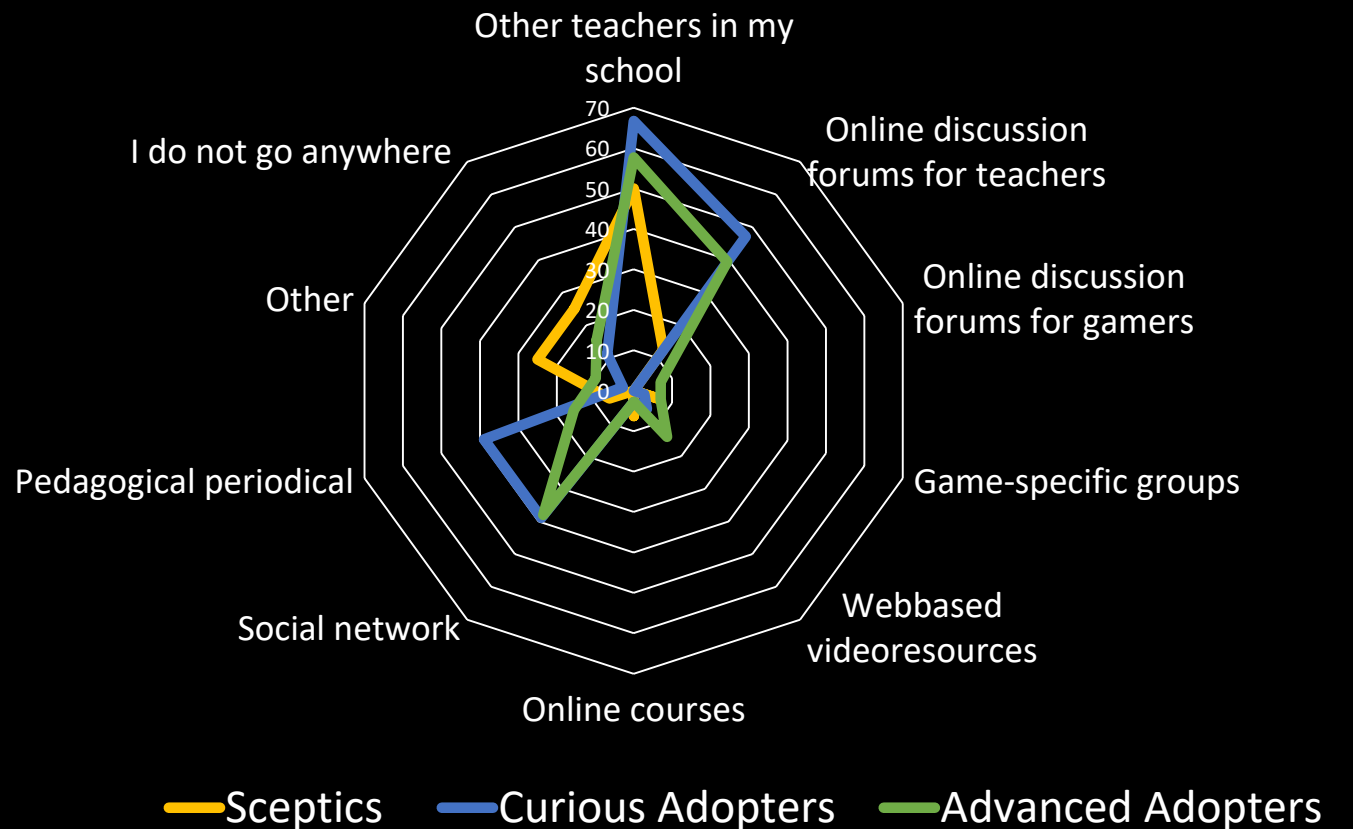 Other teachers in my
school
70
60
50
40
30
20
10
0
Online discussion
forums for teachers
Online discussion
forums for gamers
Game-specific groups
Webbased
videoresources
Online courses
Social network
Pedagogical periodical
Other
I do not go anywhere
Sceptics
Curious Adopters
Advanced Adopters